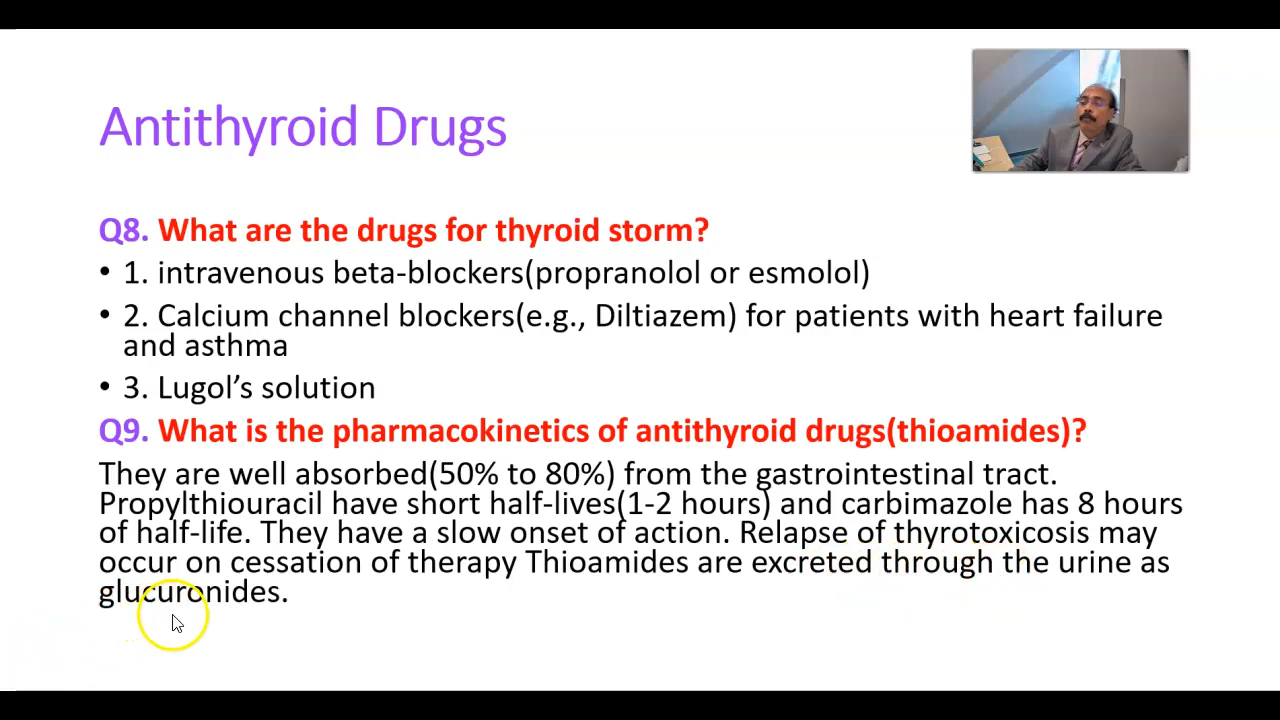 Antithyroid Drugs
Q8. What are the drugs for thyroid storm?
• 1. intravenous beta-blockers(propranolol or esmolol)
• 2. Calcium channel blockers(e.g., Diltiazem) for patients with heart failure
and asthma
• 3. Lugol’s solution
Q9. What is the pharmacokinetics of antithyroid drugs(thioamides)?
They are well absorbed(50% to 80%) from the gastrointestinal tract.
Propylthiouracil have short half-lives(1-2 hours) and carbimazole has 8 hours
of half-life. They have a slow onset of action. Relapse of thyrotoxicosis may
occur on cessation of therapy Thioamides are excreted through the urine as
glucuronides.